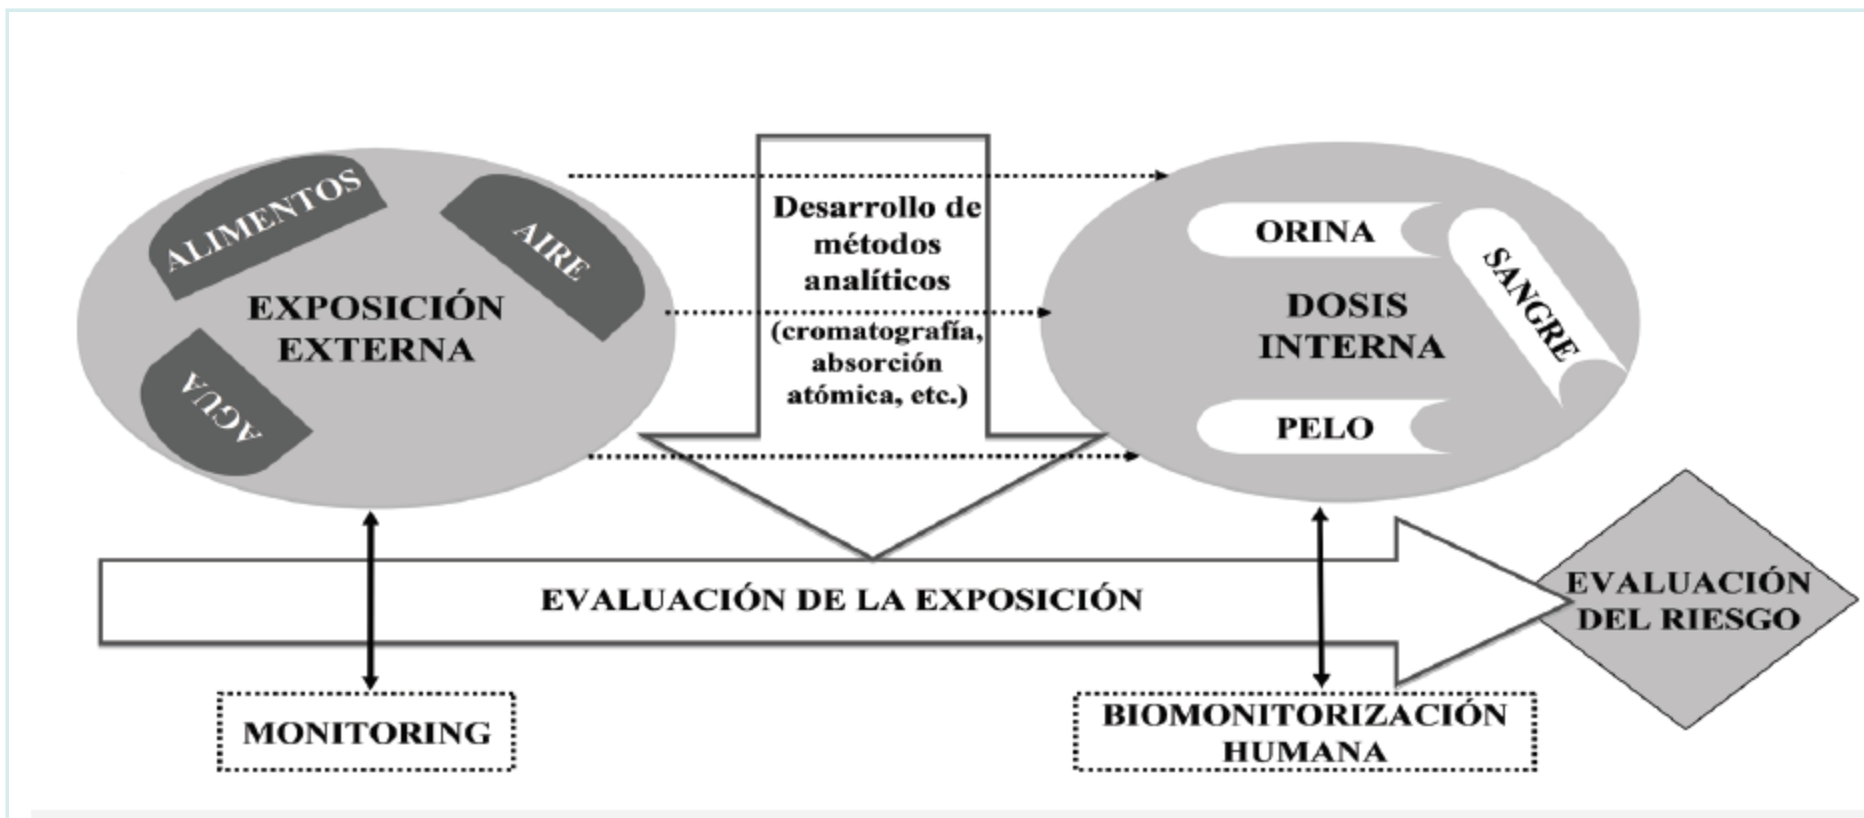 ALIMENTOS
AIRE
EXPOSICIÓN
EXTERNA
AGUA
Desarrollo de
métodos
analíticos
(cromatografía,
absorción
atómica, etc.)
ORINA
SANGRE
DOSIS
INTERNA
PELO
EVALUACIÓN DE LA EXPOSICIÓN
EVALUACIÓN
DEL RIESGO
MONITORING
BIOMONITORIZACIÓN
HUMANA